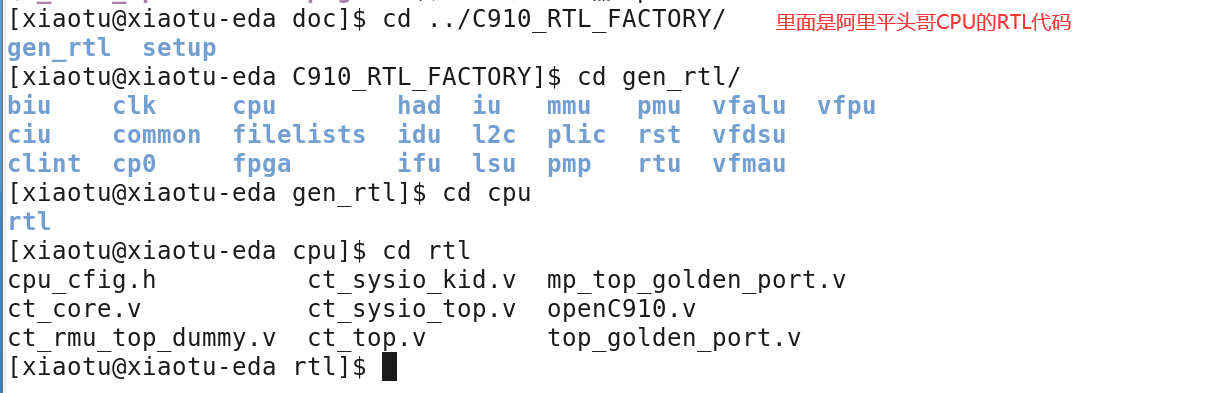 [xiaotu@xiaotu-eda doc]$ cd ../C910_RTL_FACTORY/ 里面是阿里平头哥CPU的RTL代码
gen_rtl setup
[xiaotu@xiaotu-eda C910_RTL_FACTORY]$ cd gen_rtl/
biu clk cpu had iu mmu pmu vfalu vfpu
ciu common filelists idu l2c plic rst vfdsu
clint cp0 fpga ifu lsu pmp rtu vfmau
[xiaotu@xiaotu-eda gen_rtl]$ cd cpu
rtl
[xiaotu@xiaotu-eda cpu]$ cd rtl
cpu_cfig.h ct_sysio_kid.v mp_top_golden_port.v
ct_core.v ct_sysio_top.v openC910.v
ct_rmu_top_dummy.v ct_top.v top_golden_port.v
[xiaotu@xiaotu-eda rtl]$